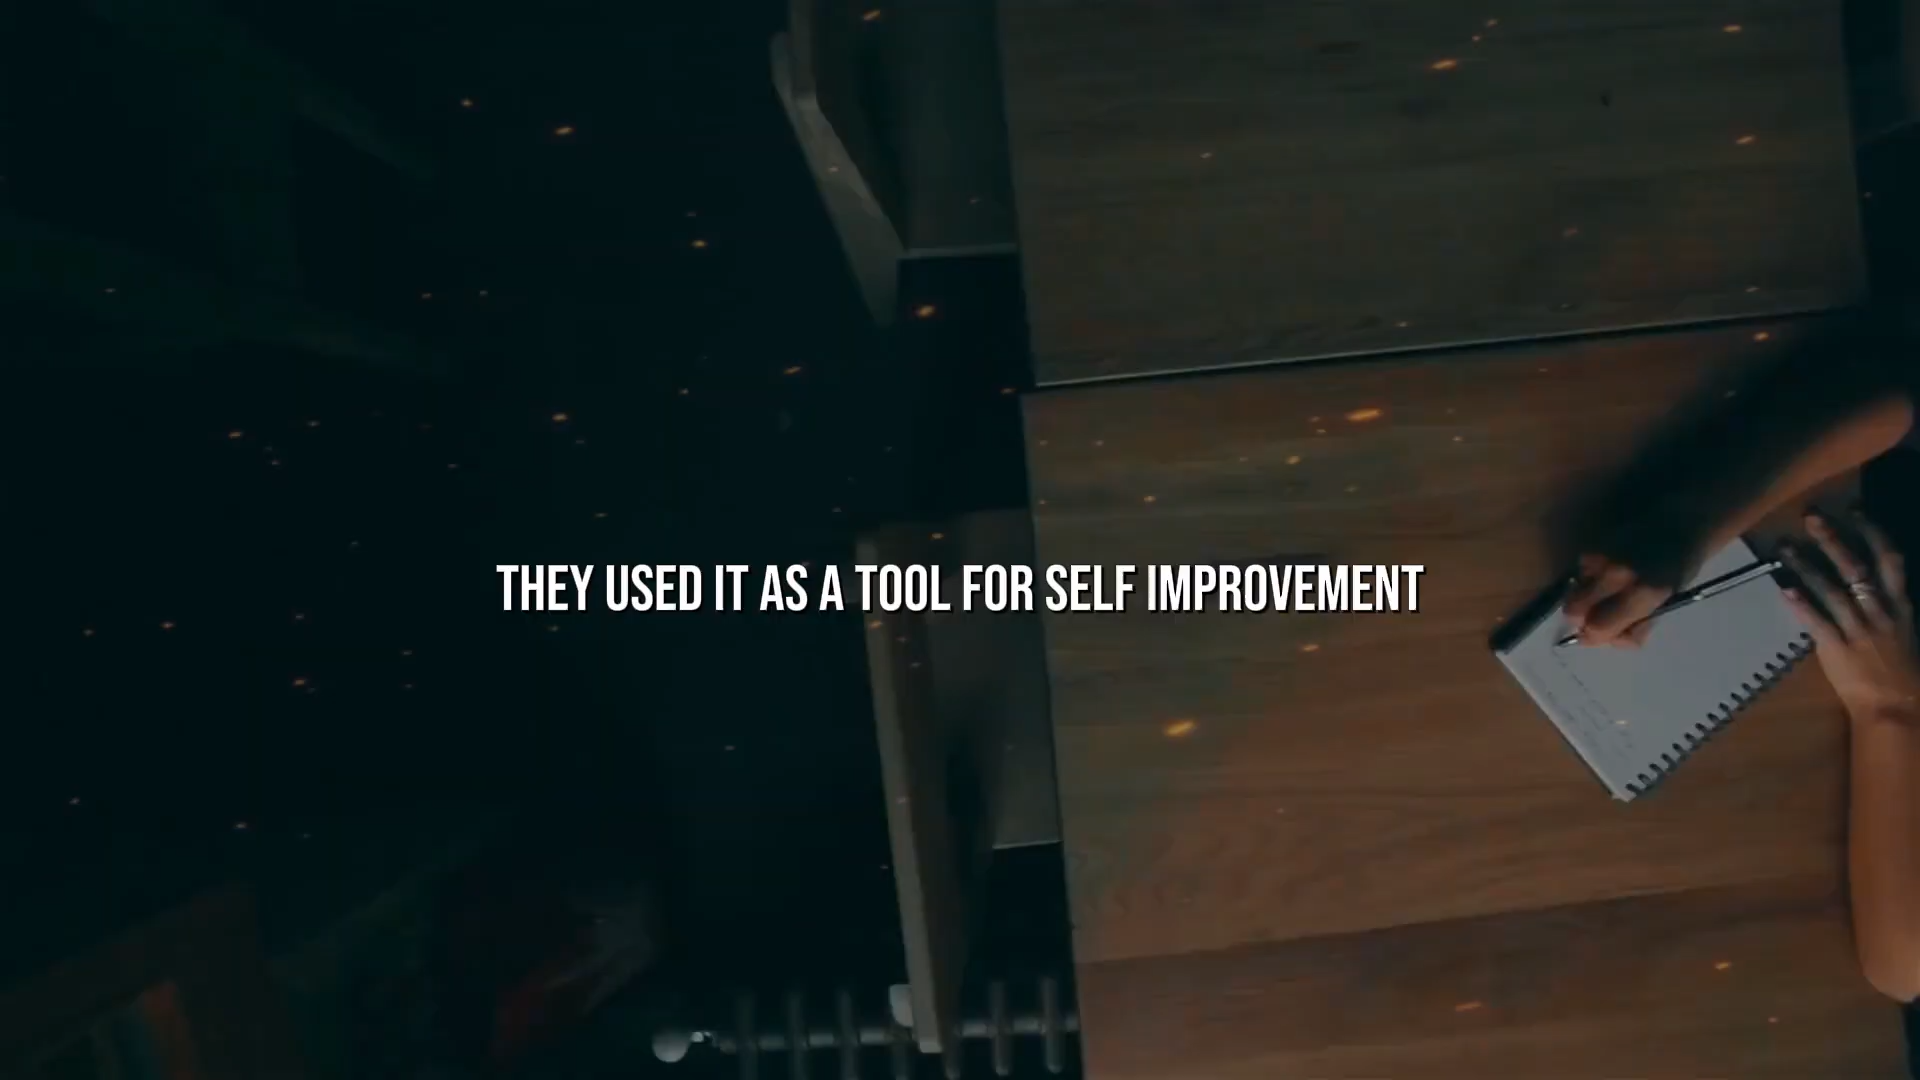 THEY USED IT AS A TOOL FOR SELF IMPROVEMENT